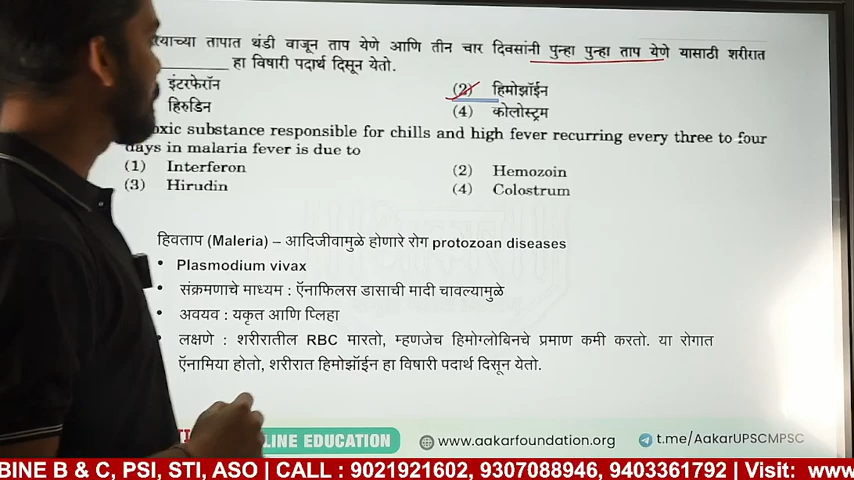 तापात थंडी वाजून ताप येणे आणि तीन चार दिवसांनी पुन्हा पुन्हा ताप येणे यासाठी शरीरात
________ हा विषारी पदार्थ दिसून येतो.
इंटरफेरॉन (2) हिमोझॉईन
हिरुडिन (4) कोलोस्ट्रम
substance responsible for chills and high fever recurring every three to four
days in malaria fever is due to
(1) Interferon (2) Hemozoin
(3) Hirudin (4) Colostrum
हिवताप (Maleria) – आदिजीवामुळे होणारे रोग protozoan diseases
• Plasmodium vivax
• संक्रमणाचे माध्यम : ऍनाफिलस डासाची मादी चावल्यामुळे
• अवयव : यकृत आणि प्लिहा
• लक्षणे : शरीरातील RBC मारतो, म्हणजेच हिमोग्लोबिनचे प्रमाण कमी करतो. या रोगात
ऍनामिया होतो, शरीरात हिमोझॉईन हा विषारी पदार्थ दिसून येतो.
LINE EDUCATION www.aakarfoundation.org t.me/AakarUPSCMPSC
BINE B & C, PSI, STI, ASO | CALL : 9021921602, 9307088946, 9403361792 | Visit: www